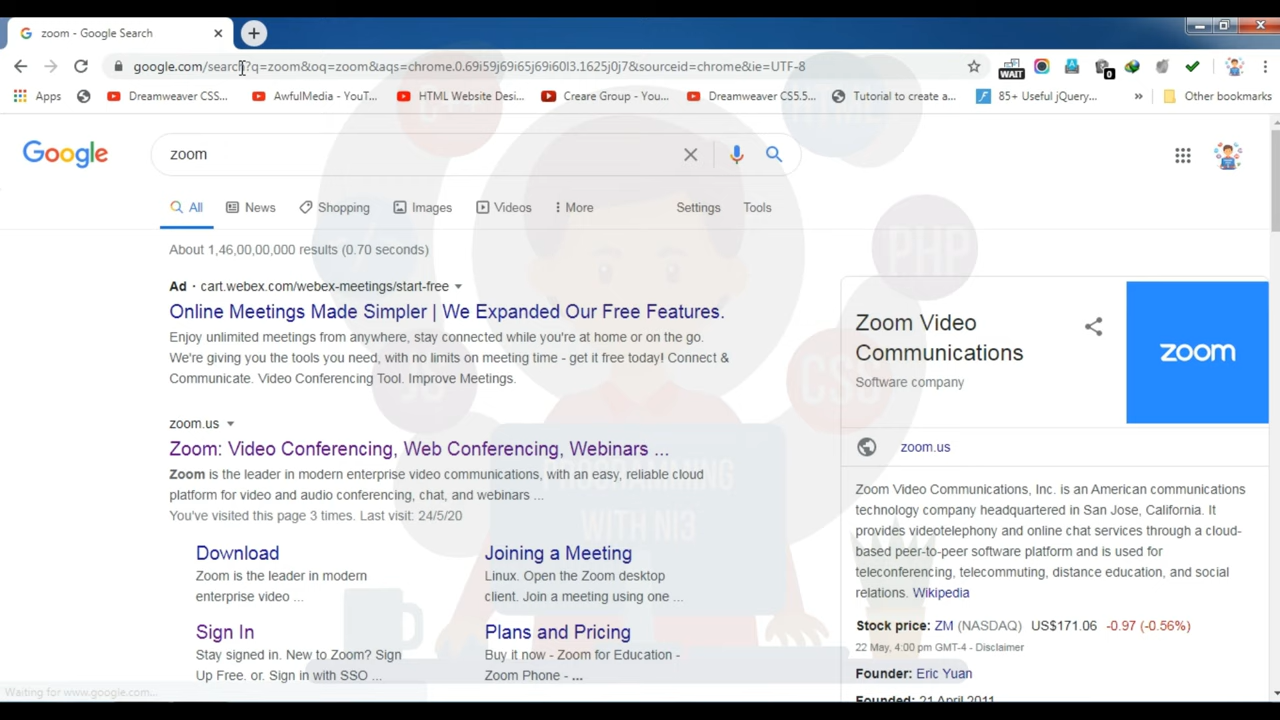 zoom - Google Search
google.com/search?q=zoom&oq=zoom&aqs=chrome.0.69i59j69i65j69i60l3.1625j0j7&sourceid=chrome&ie=UTF-8
WAIT
0
Apps
Dreamweaver CSS...
AwfulMedia - YouT...
HTML Website Desi...
Creare Group - You...
Dreamweaver CS5.5...
Tutorial to create a...
85+ Useful jQuery...
»
Other bookmarks
Google
zoom
All
News
Shopping
Images
Videos
More
Settings
Tools
About 1,46,00,00,000 results (0.70 seconds)
Ad · cart.webex.com/webex-meetings/start-free
Online Meetings Made Simpler | We Expanded Our Free Features.
Enjoy unlimited meetings from anywhere, stay connected while you're at home or on the go.
We're giving you the tools you need, with no limits on meeting time - get it free today! Connect &
Communicate. Video Conferencing Tool. Improve Meetings.
zoom.us
Zoom: Video Conferencing, Web Conferencing, Webinars ...
Zoom is the leader in modern enterprise video communications, with an easy, reliable cloud
platform for video and audio conferencing, chat, and webinars ...
You've visited this page 3 times. Last visit: 24/5/20
Download
Zoom is the leader in modern
enterprise video ...
Joining a Meeting
Linux. Open the Zoom desktop
client. Join a meeting using one ...
Sign In
Stay signed in. New to Zoom? Sign
Up Free. or. Sign in with SSO ...
Plans and Pricing
Buy it now - Zoom for Education -
Zoom Phone - ...
Zoom Video
Communications
Software company
zoom
zoom.us
Zoom Video Communications, Inc. is an American communications
technology company headquartered in San Jose, California. It
provides videotelephony and online chat services through a cloud-
based peer-to-peer software platform and is used for
teleconferencing, telecommuting, distance education, and social
relations. Wikipedia
Stock price: ZM (NASDAQ) US$171.06 -0.97 (-0.56%)
22 May, 4:00 pm GMT-4 - Disclaimer
Founder: Eric Yuan
Founded: 21 April 2011
Waiting for www.google.com...
HTML
PHP
CSS
PROGRAMMING
WITH NI3